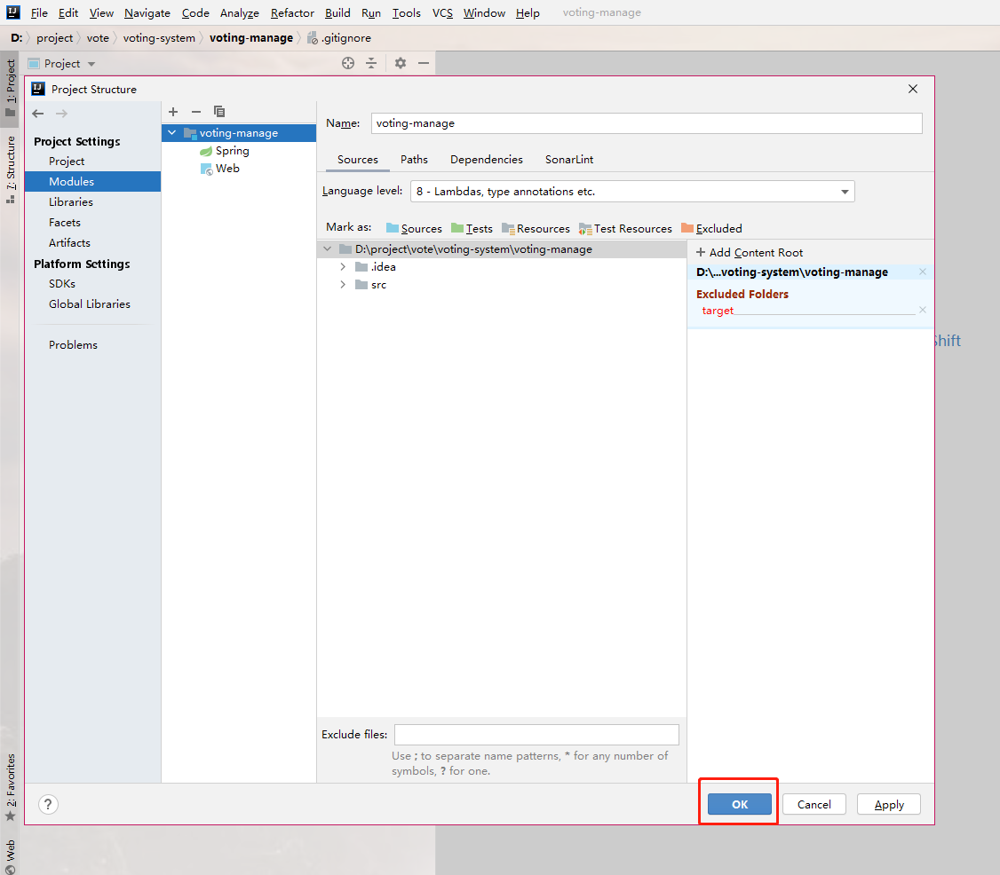 File Edit View Navigate Code Analyze Refactor Build Run Tools VCS Window Help voting-manage
D: project vote voting-system voting-manage .gitignore
Project
1: Project
7: Structure
2: Favorites
Web
Project Structure
Project Settings
Project
Modules
Libraries
Facets
Artifacts
Platform Settings
SDKs
Global Libraries
Problems
voting-manage
Spring
Web
Name: voting-manage
Sources Paths Dependencies SonarLint
Language level: 8 - Lambdas, type annotations etc.
Mark as: Sources Tests Resources Test Resources Excluded
D:\project\vote\voting-system\voting-manage
.idea
src
+ Add Content Root
D:\...voting-system\voting-manage
Excluded Folders
target
Shift
Exclude files:
Use ; to separate name patterns, * for any number of
symbols, ? for one.
?
OK Cancel Apply